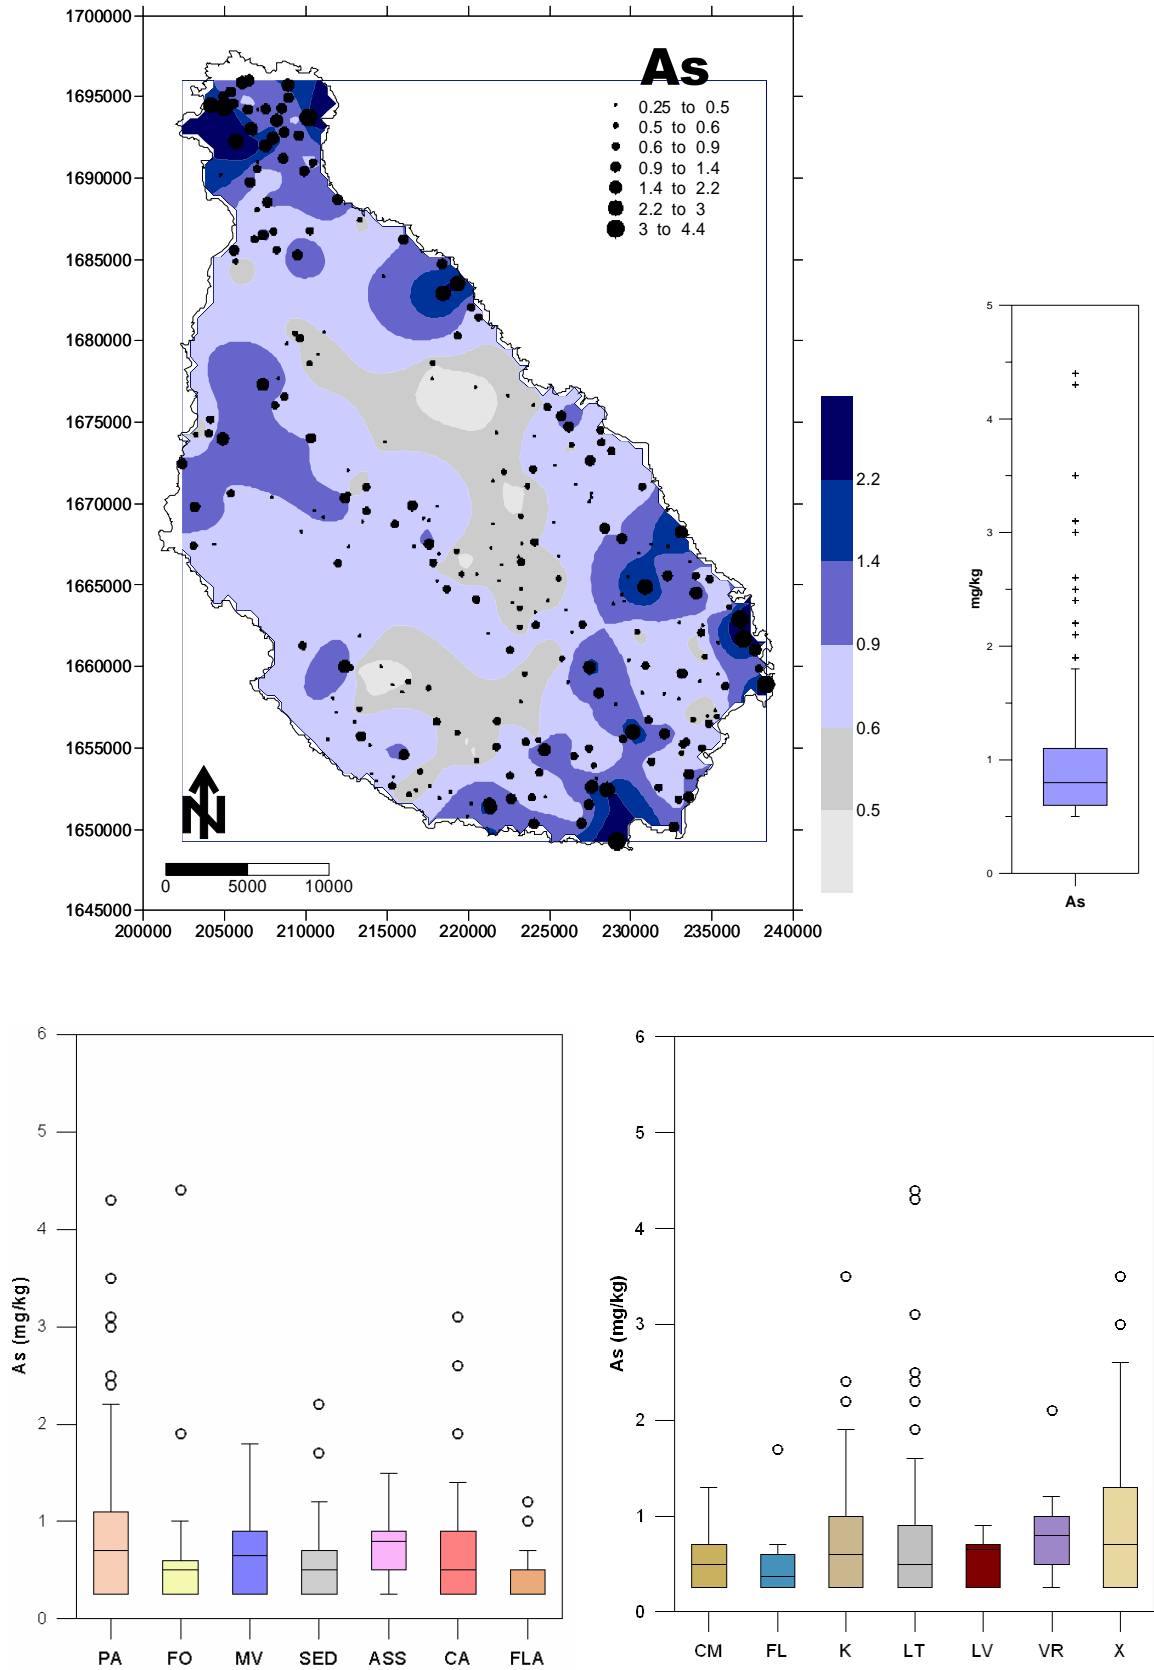 1700000
As
0.25 to 0.5
1695000
0.5 to 0.6
0.6 to 0.9
0.9 to 1.4
1690000
1.4 to 2.2
2.2 to 3
3 to 4.4
1685000
1680000
1675000
1670000
1665000
1660000
1655000
1650000
1645000
N
0 5000 10000
200000 205000 210000 215000 220000 225000 230000 235000 240000
2.2
1.4
0.9
0.6
0.5
5
4
3
2
1
0
mg/kg
As
6
5
4
3
2
1
0
As (mg/kg)
PA FO MV SED ASS CA FLA
6
5
4
3
2
1
0
As (mg/kg)
CM FL K LT LV VR X